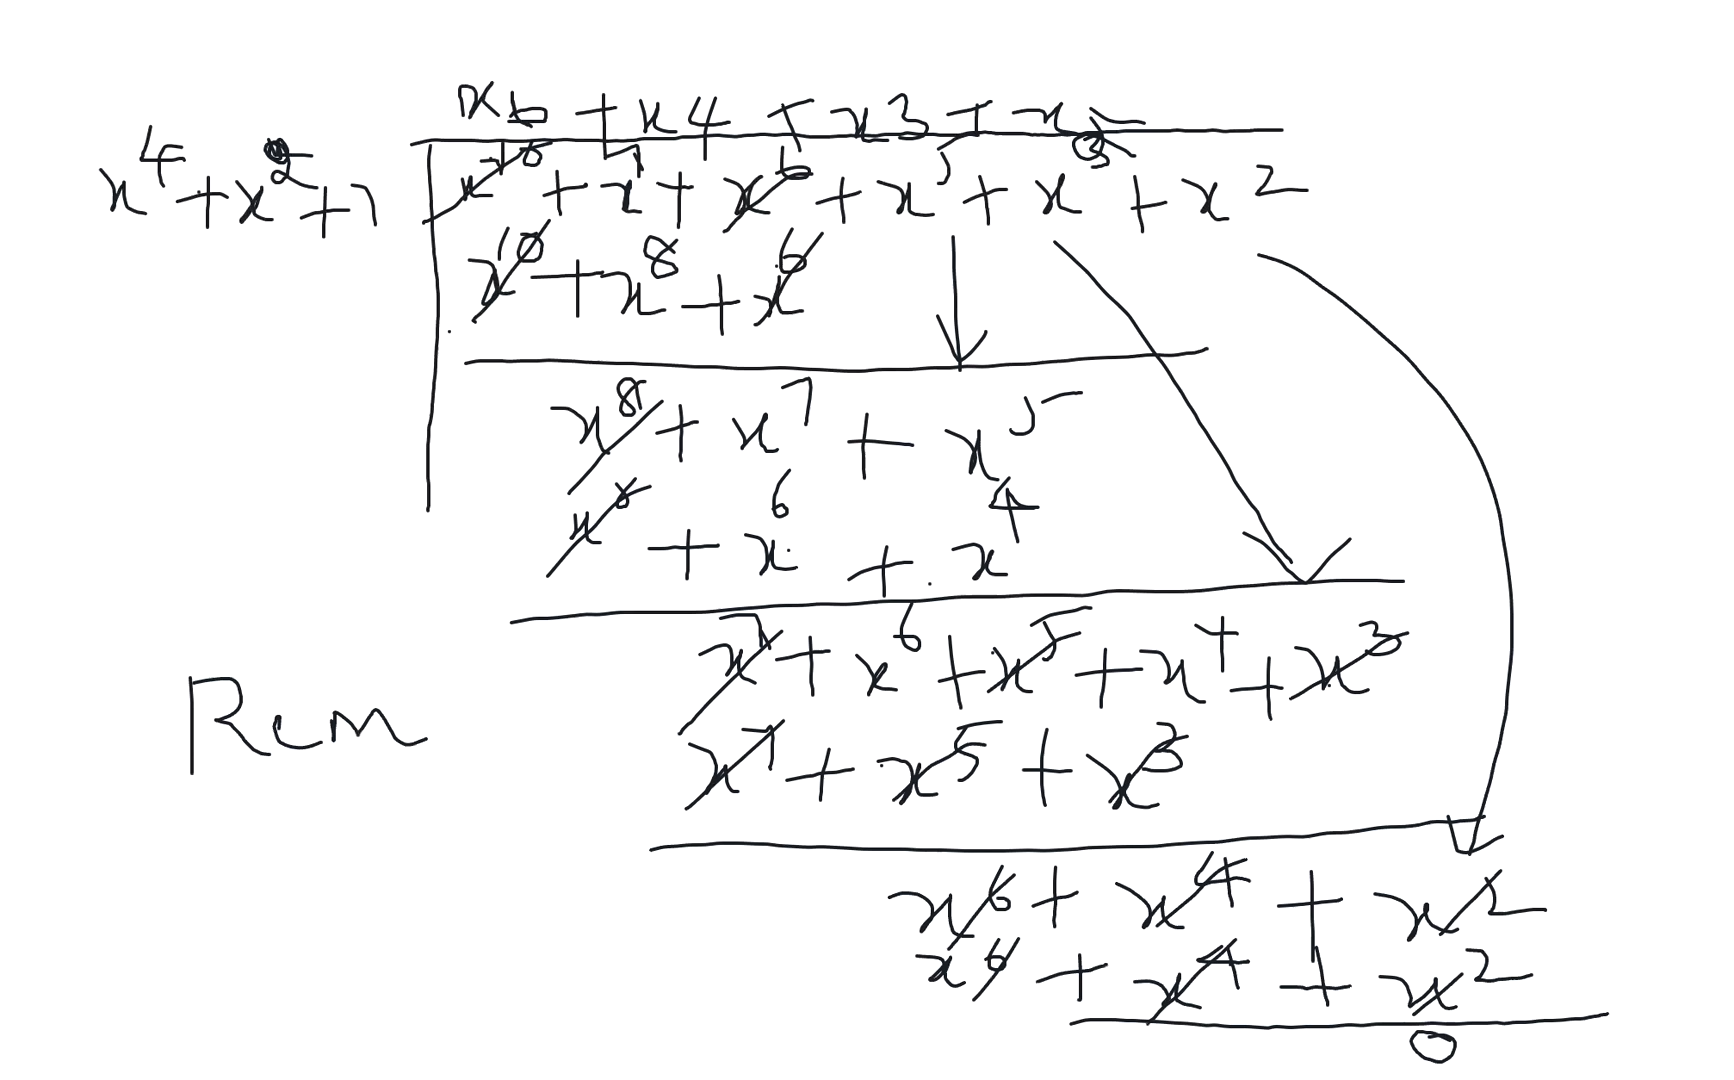 x⁶ + x⁴ + x³ + x²
x⁴ + x² + 1
x¹⁰ + x⁷ + x⁶ + x⁵ + x³ + x²
x¹⁰ + x⁸ + x⁶
x⁸ + x⁷ + x⁵
x⁸ + x⁶ + x⁴
x⁷ + x⁶ + x⁵ + x⁴ + x³
Rem
x⁷ + x⁵ + x³
x⁶ + x⁴ + x²
x⁶ + x⁴ + x²
0